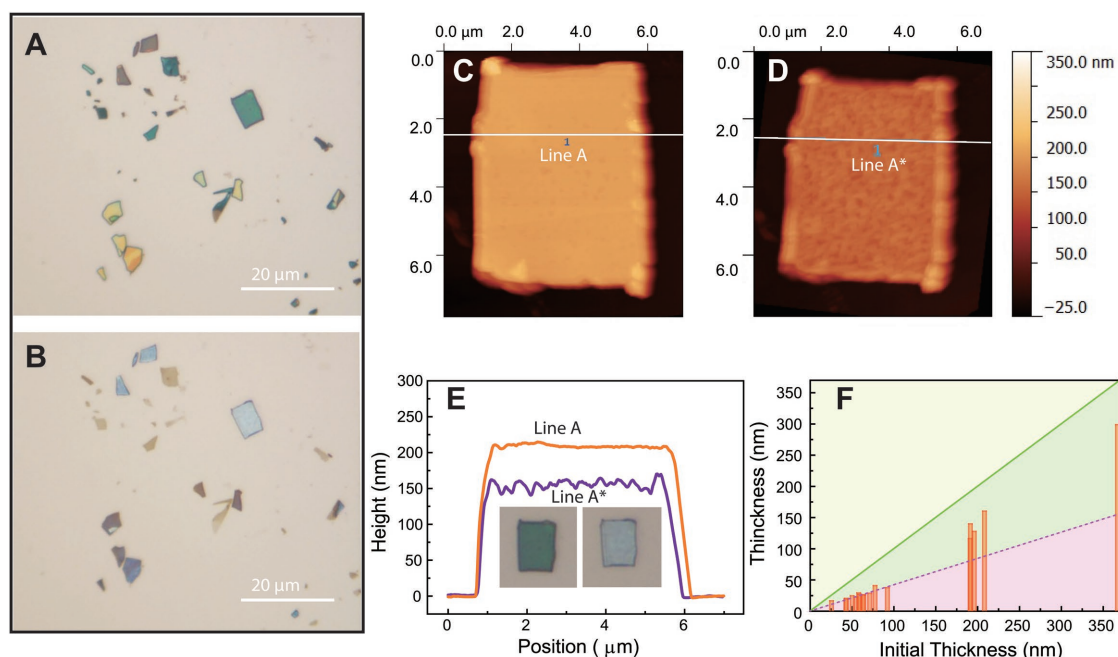 A
20 μm
B
20 μm
0.0 μm 2.0 4.0 6.0
0.0
2.0
4.0
6.0
C
1
Line A
0.0 μm 2.0 4.0 6.0
0.0
2.0
4.0
6.0
D
1
Line A*
350.0 nm
250.0
200.0
150.0
100.0
50.0
−25.0
E
Line A
Line A*
300
250
200
150
100
50
0
Height (nm)
0 2 4 6
Position ( μm)
F
350
300
250
200
150
100
50
0
Thinckness (nm)
0 50 100 150 200 250 300 350
Initial Thickness (nm)